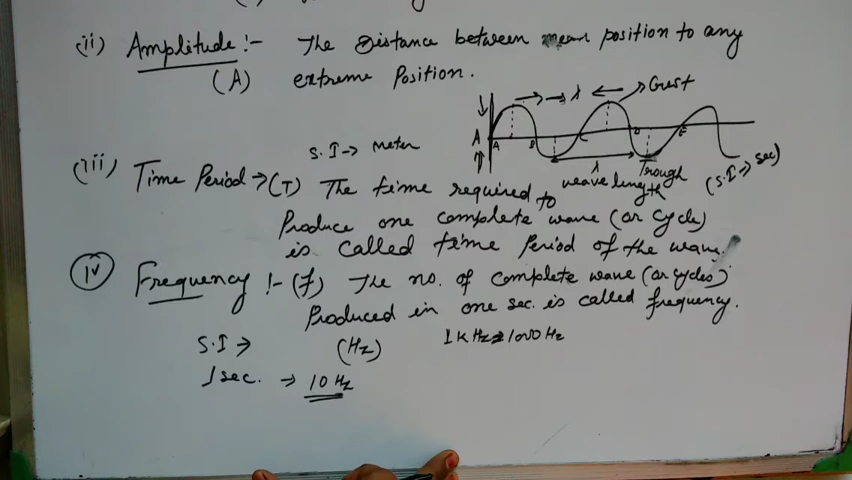 (ii) Amplitude :- The Distance between mean position to any
(A) extreme Position.
λ Crest
A
A B C D E
S.I → Meter
λ
wave length
Trough
(S.I → sec)
(iii) Time Period → (T) The time required to
Produce one complete wave (or cycle)
is called time Period of the wave.
(iv) Frequency :- (f) The no. of complete wave (or cycles)
Produced in one sec. is called frequency.
S.I → (Hz) 1 kHz = 1000 Hz
1 sec. → 10 Hz